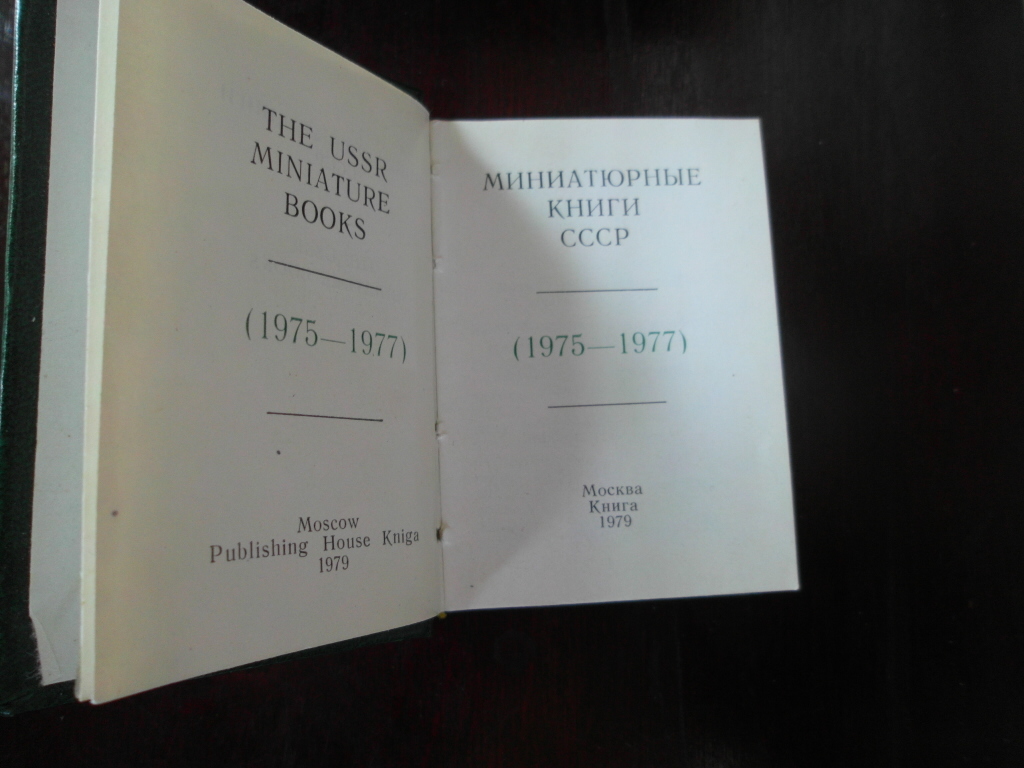 THE USSR
MINIATURE
BOOKS
(1975—1977)
Moscow
Publishing House Kniga
1979
МИНИАТЮРНЫЕ
КНИГИ
СССР
(1975—1977)
Москва
Книга
1979